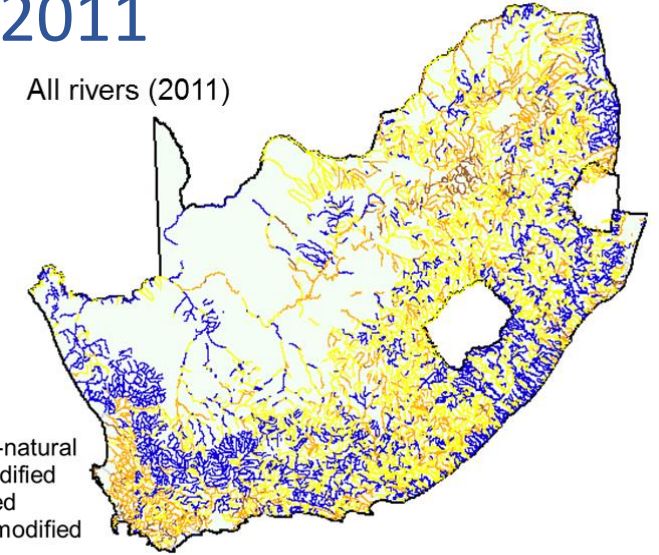 2011
All rivers (2011)
-natural
dified
ed
modified